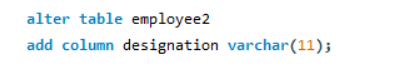 alter table employee2
add column designation varchar(11);